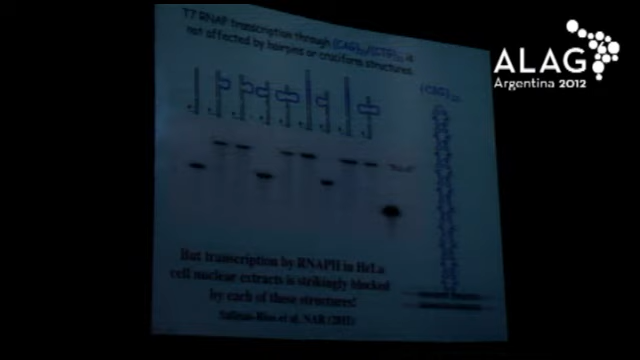 T7 RNAP transcription through (CAG) /(CTG) is
not affected by hairpins or cruciform structures.
ALAG
Argentina 2012
(CAG)
But transcription by RNAPII in HeLa
cell nuclear extracts is strikingly blocked
by each of these structures!
et al, NAR (2011)